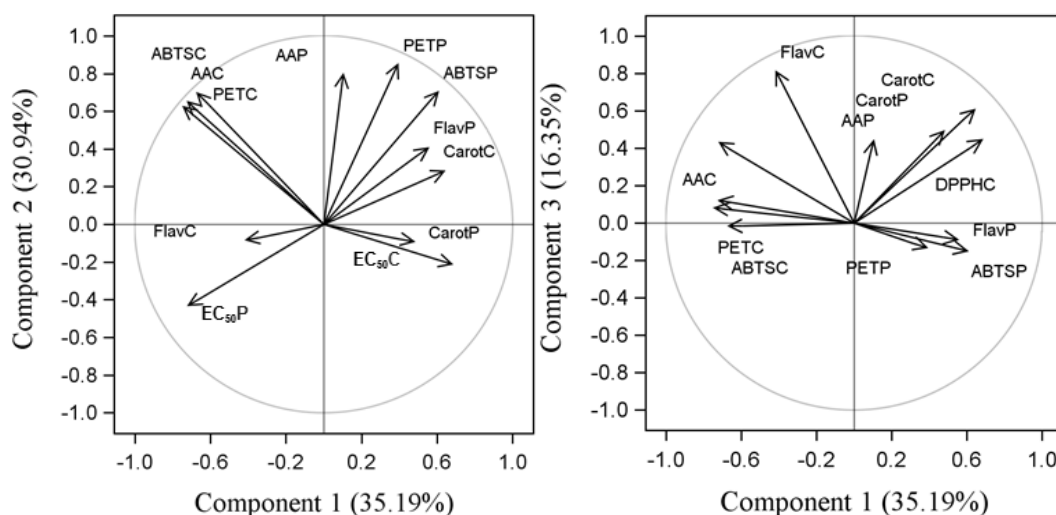 ABTSC
AAP
PETP
AAC
ABTSP
PETC
FlavP
CarotC
FlavC
CarotP
EC₅₀C
EC₅₀P
1.0
0.8
0.6
0.4
0.2
0.0
-0.2
-0.4
-0.6
-0.8
-1.0
-1.0
-0.6
-0.2
0.2
0.6
1.0
Component 2 (30.94%)
Component 1 (35.19%)
FlavC
CarotC
CarotP
AAP
AAC
DPPHC
PETC
FlavP
ABTSC
PETP
ABTSP
1.0
0.8
0.6
0.4
0.2
0.0
-0.2
-0.4
-0.6
-0.8
-1.0
-1.0
-0.6
-0.2
0.2
0.6
1.0
Component 3 (16.35%)
Component 1 (35.19%)